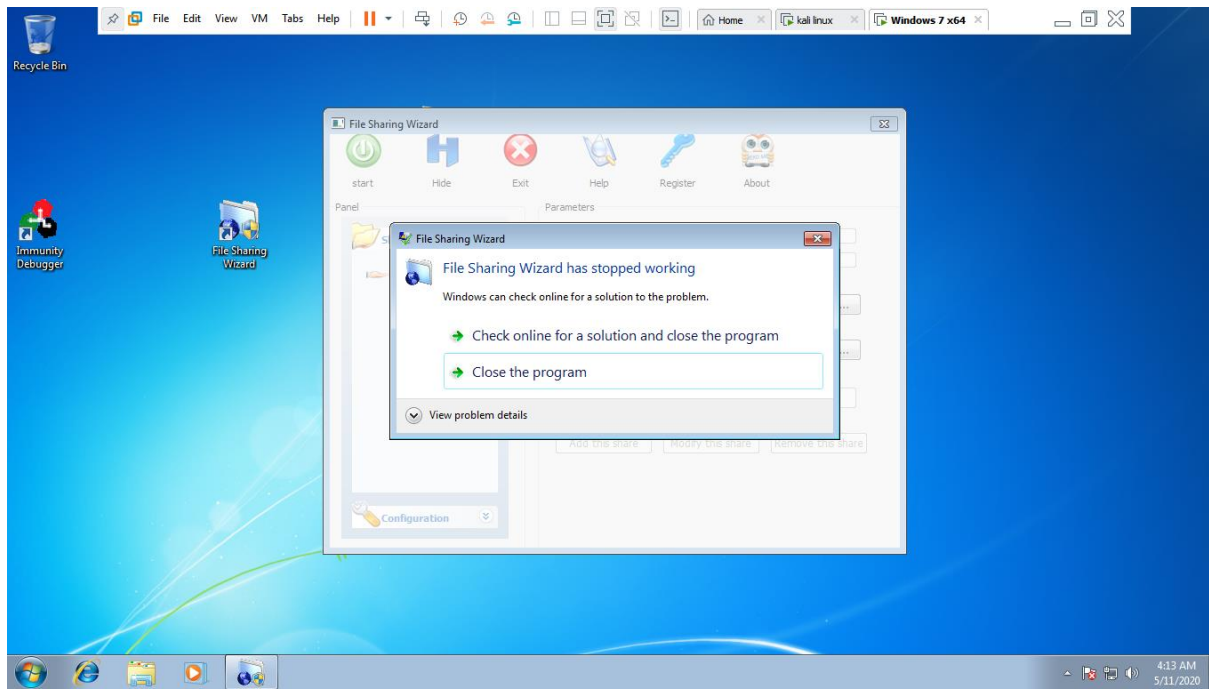 File Edit View VM Tabs Help
Home
kali linux
Windows 7 x64
Recycle Bin
File Sharing Wizard
start Hide Exit Help Register About
Panel
Parameters
Immunity
Debugger
File Sharing
Wizard
File Sharing Wizard
File Sharing Wizard has stopped working
Windows can check online for a solution to the problem.
Check online for a solution and close the program
Close the program
View problem details
Add this share Modify this share Remove this share
Configuration
4:13 AM
5/11/2020